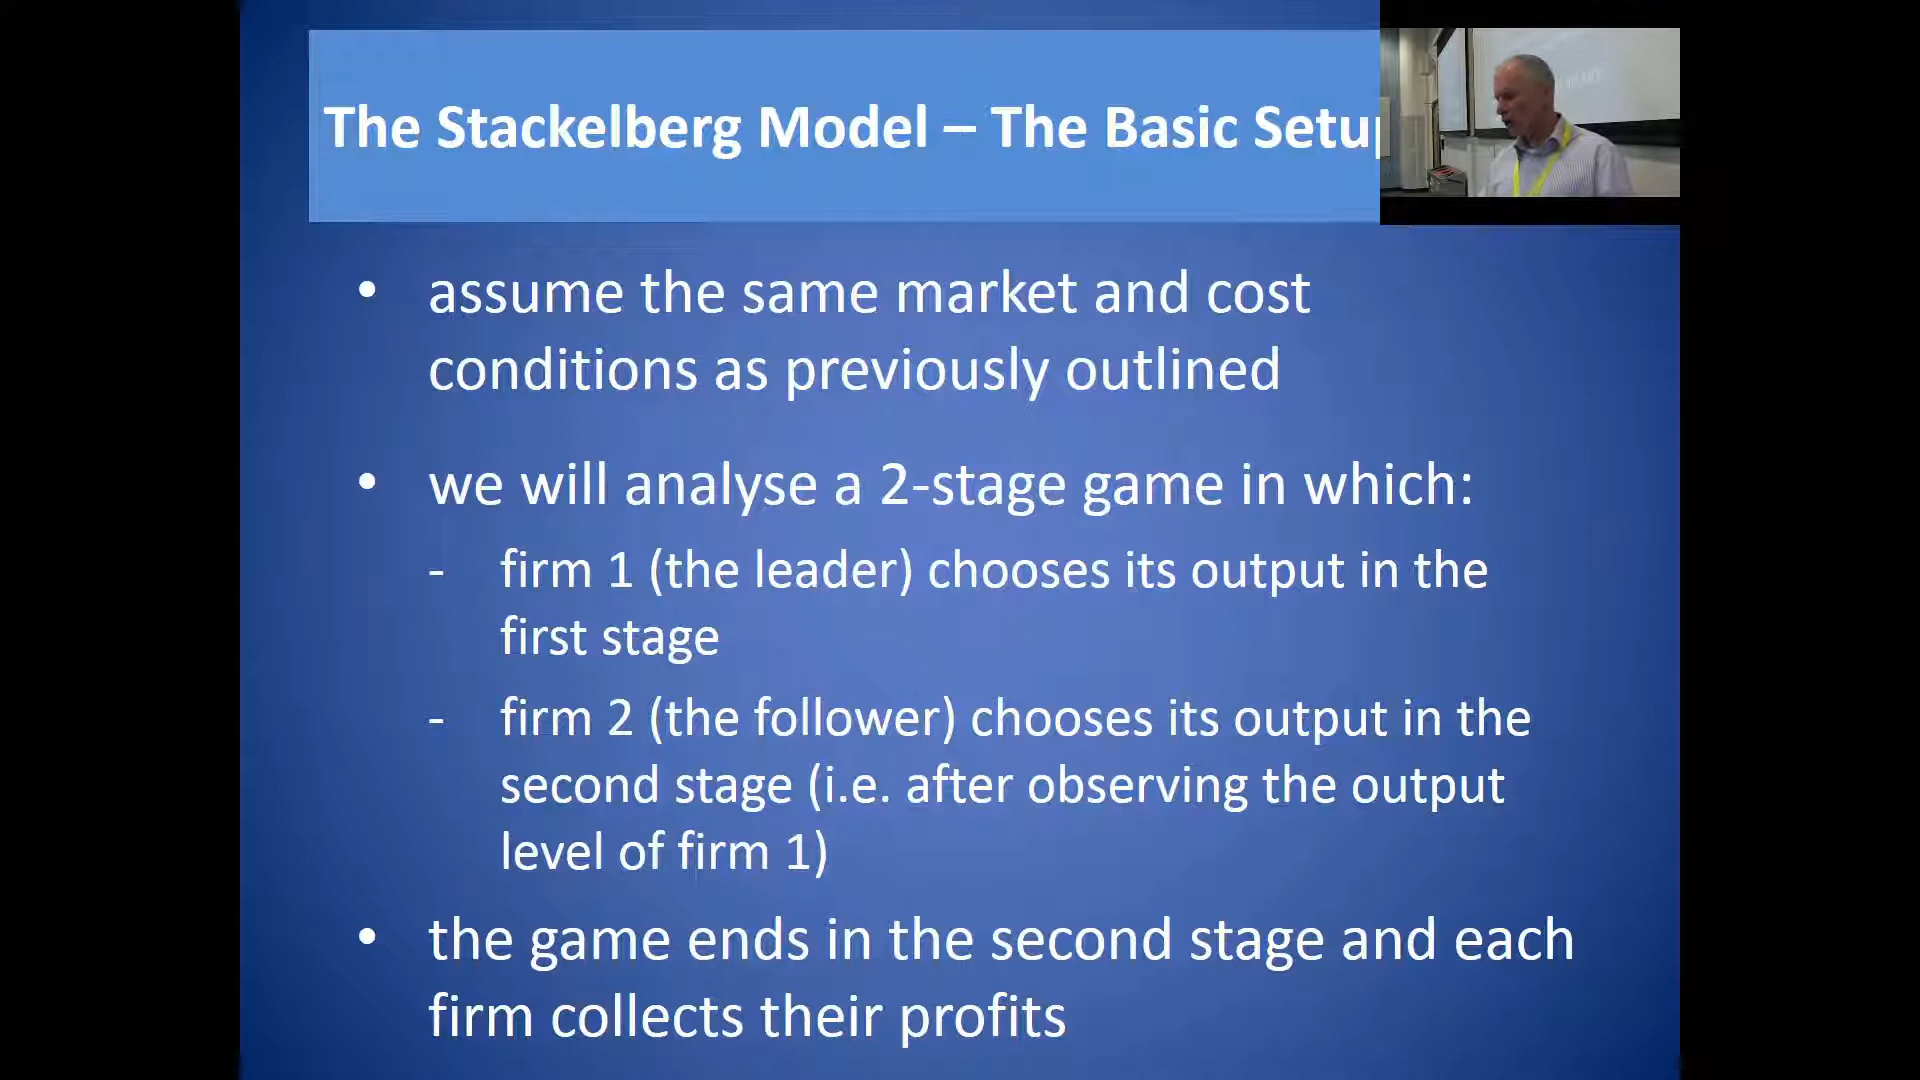 The Stackelberg Model – The Basic Setup
• assume the same market and cost
conditions as previously outlined
• we will analyse a 2-stage game in which:
- firm 1 (the leader) chooses its output in the
first stage
- firm 2 (the follower) chooses its output in the
second stage (i.e. after observing the output
level of firm 1)
• the game ends in the second stage and each
firm collects their profits